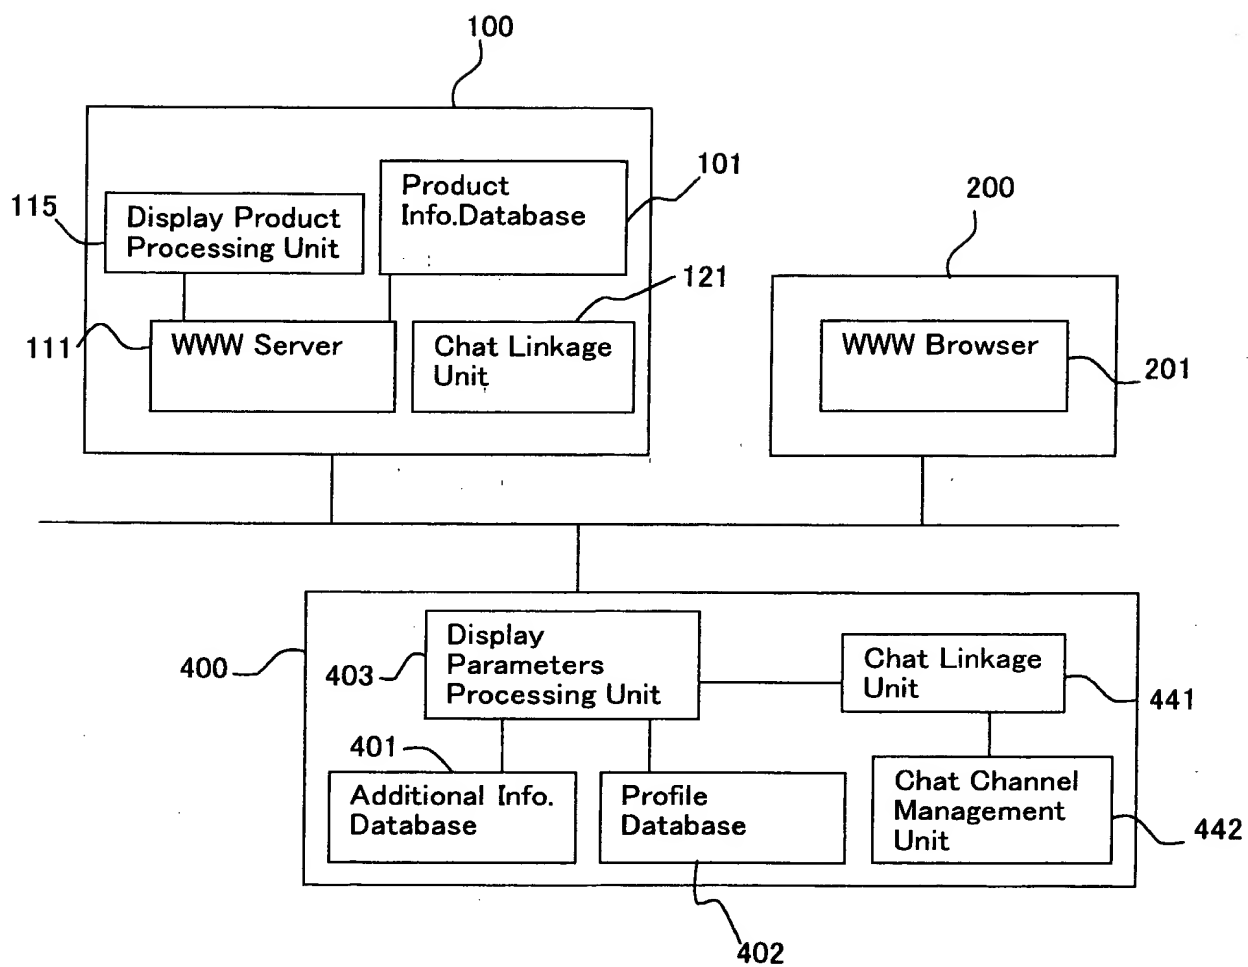 100
Product
Info.Database
101
115
Display Product
Processing Unit
200
121
111
WWW Server
Chat Linkage
Unit
WWW Browser
201
400
403
Display
Parameters
Processing Unit
Chat Linkage
Unit
441
401
Additional Info.
Database
Profile
Database
Chat Channel
Management
Unit
442
402